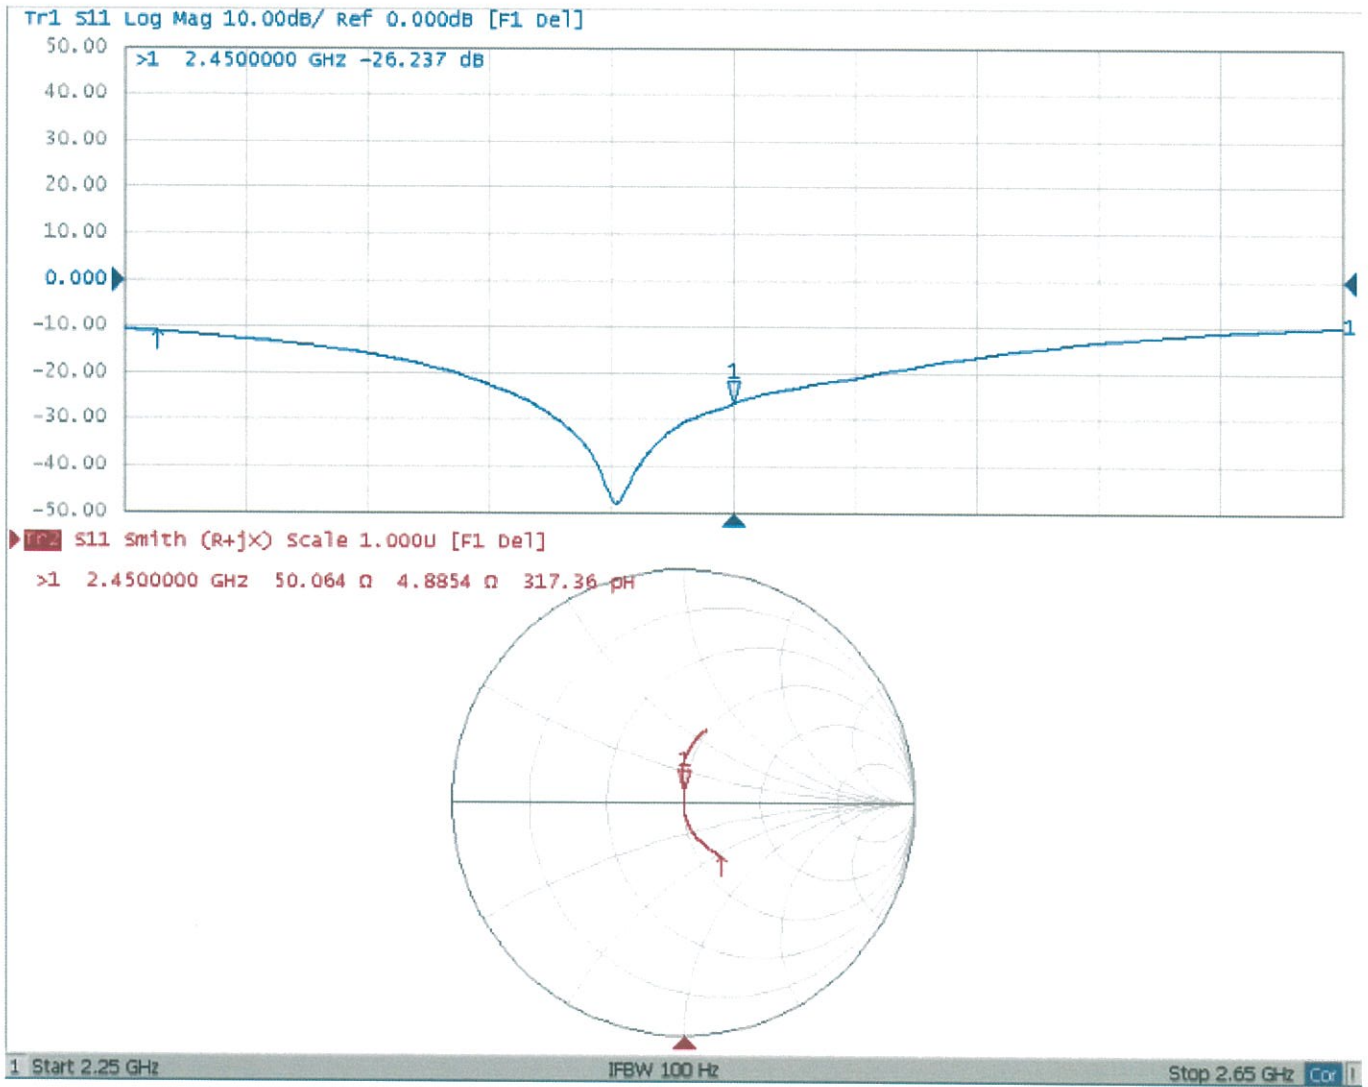 Tr1 S11 Log Mag 10.00dB/ Ref 0.000dB [F1 Del]
50.00
>1 2.4500000 GHz -26.237 dB
40.00
30.00
20.00
10.00
0.000
-10.00
1
-20.00
1
-30.00
-40.00
-50.00
Tr2 S11 Smith (R+jX) Scale 1.000U [F1 Del]
>1 2.4500000 GHz 50.064 Ω 4.8854 Ω 317.36 pH
1
1 Start 2.25 GHz IFBW 100 Hz Stop 2.65 GHz Cor